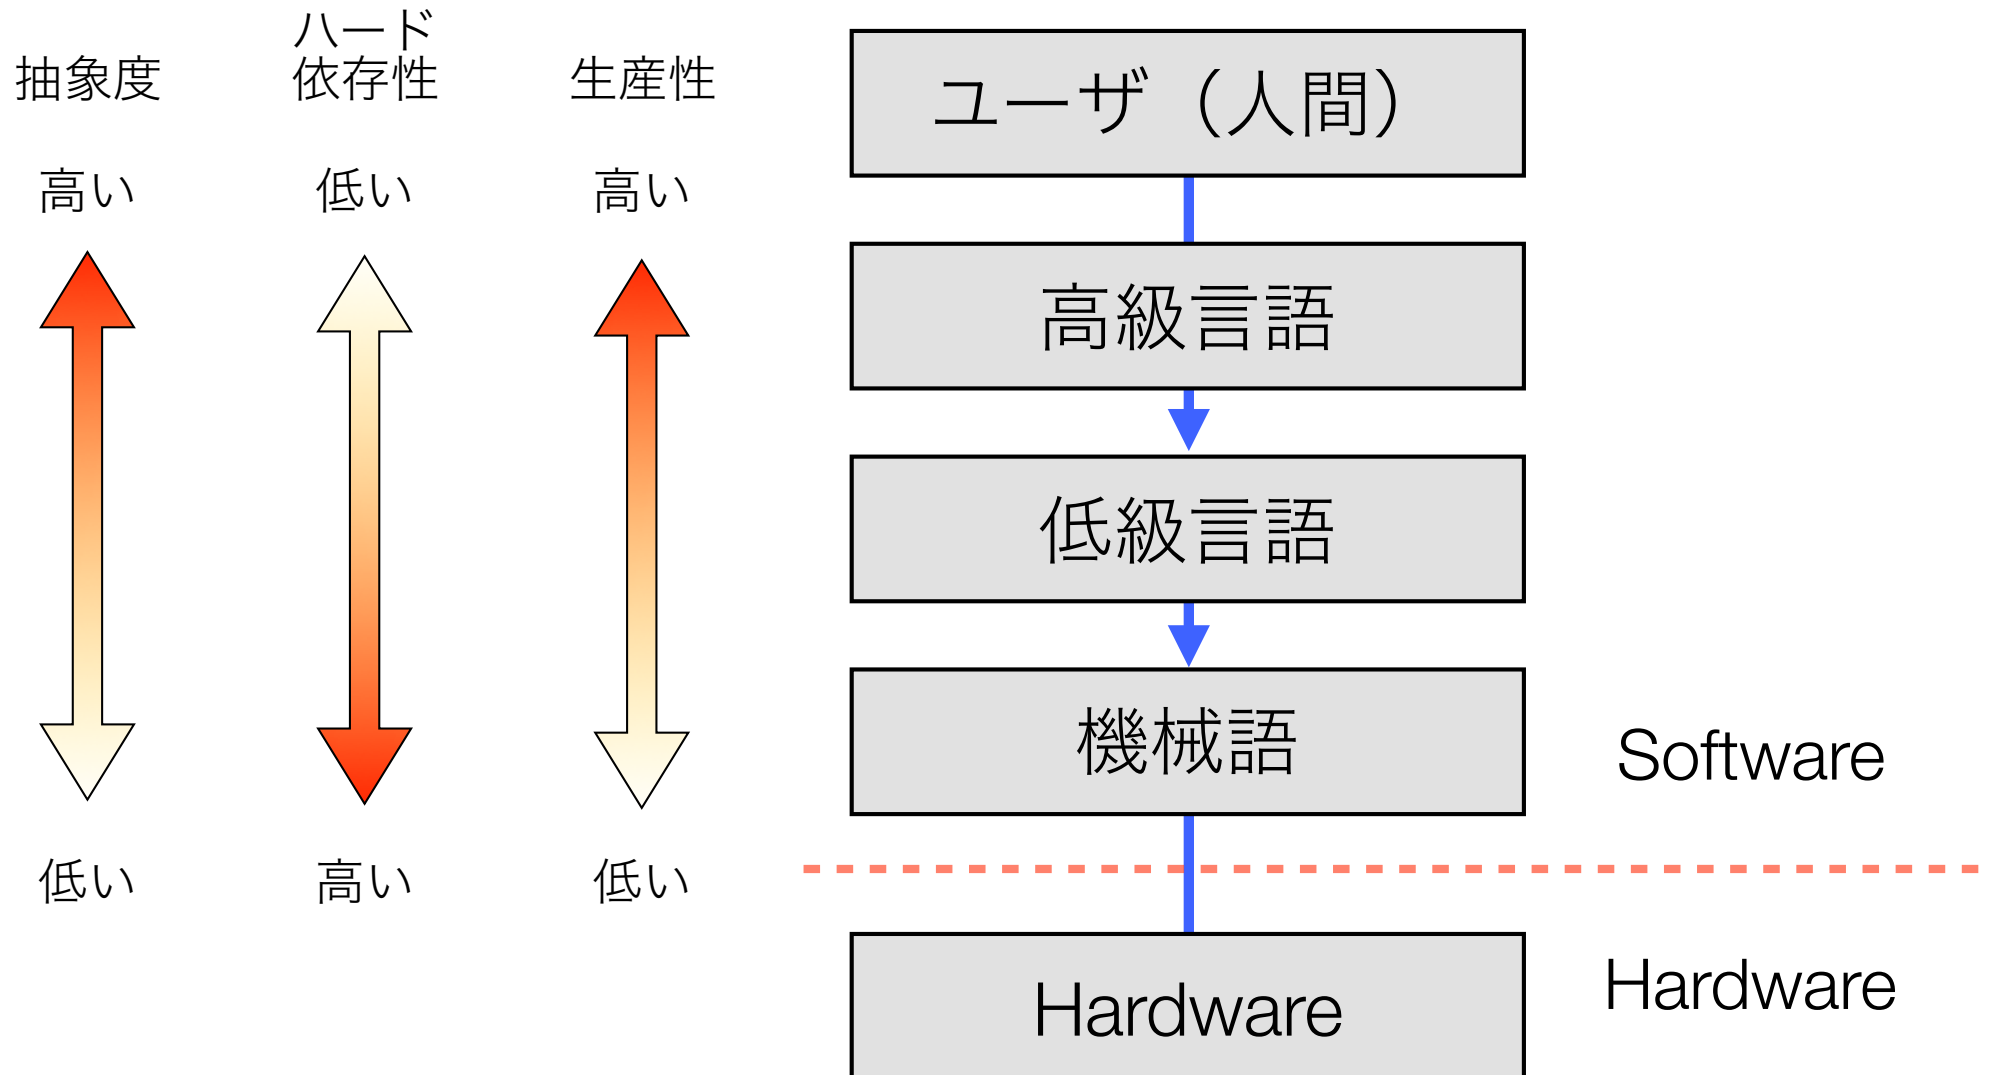 ハード
抽象度
依存性
生産性
高い
低い
高い
低い
高い
低い
ユーザ（人間）
高級言語
低級言語
機械語
Software
Hardware
Hardware